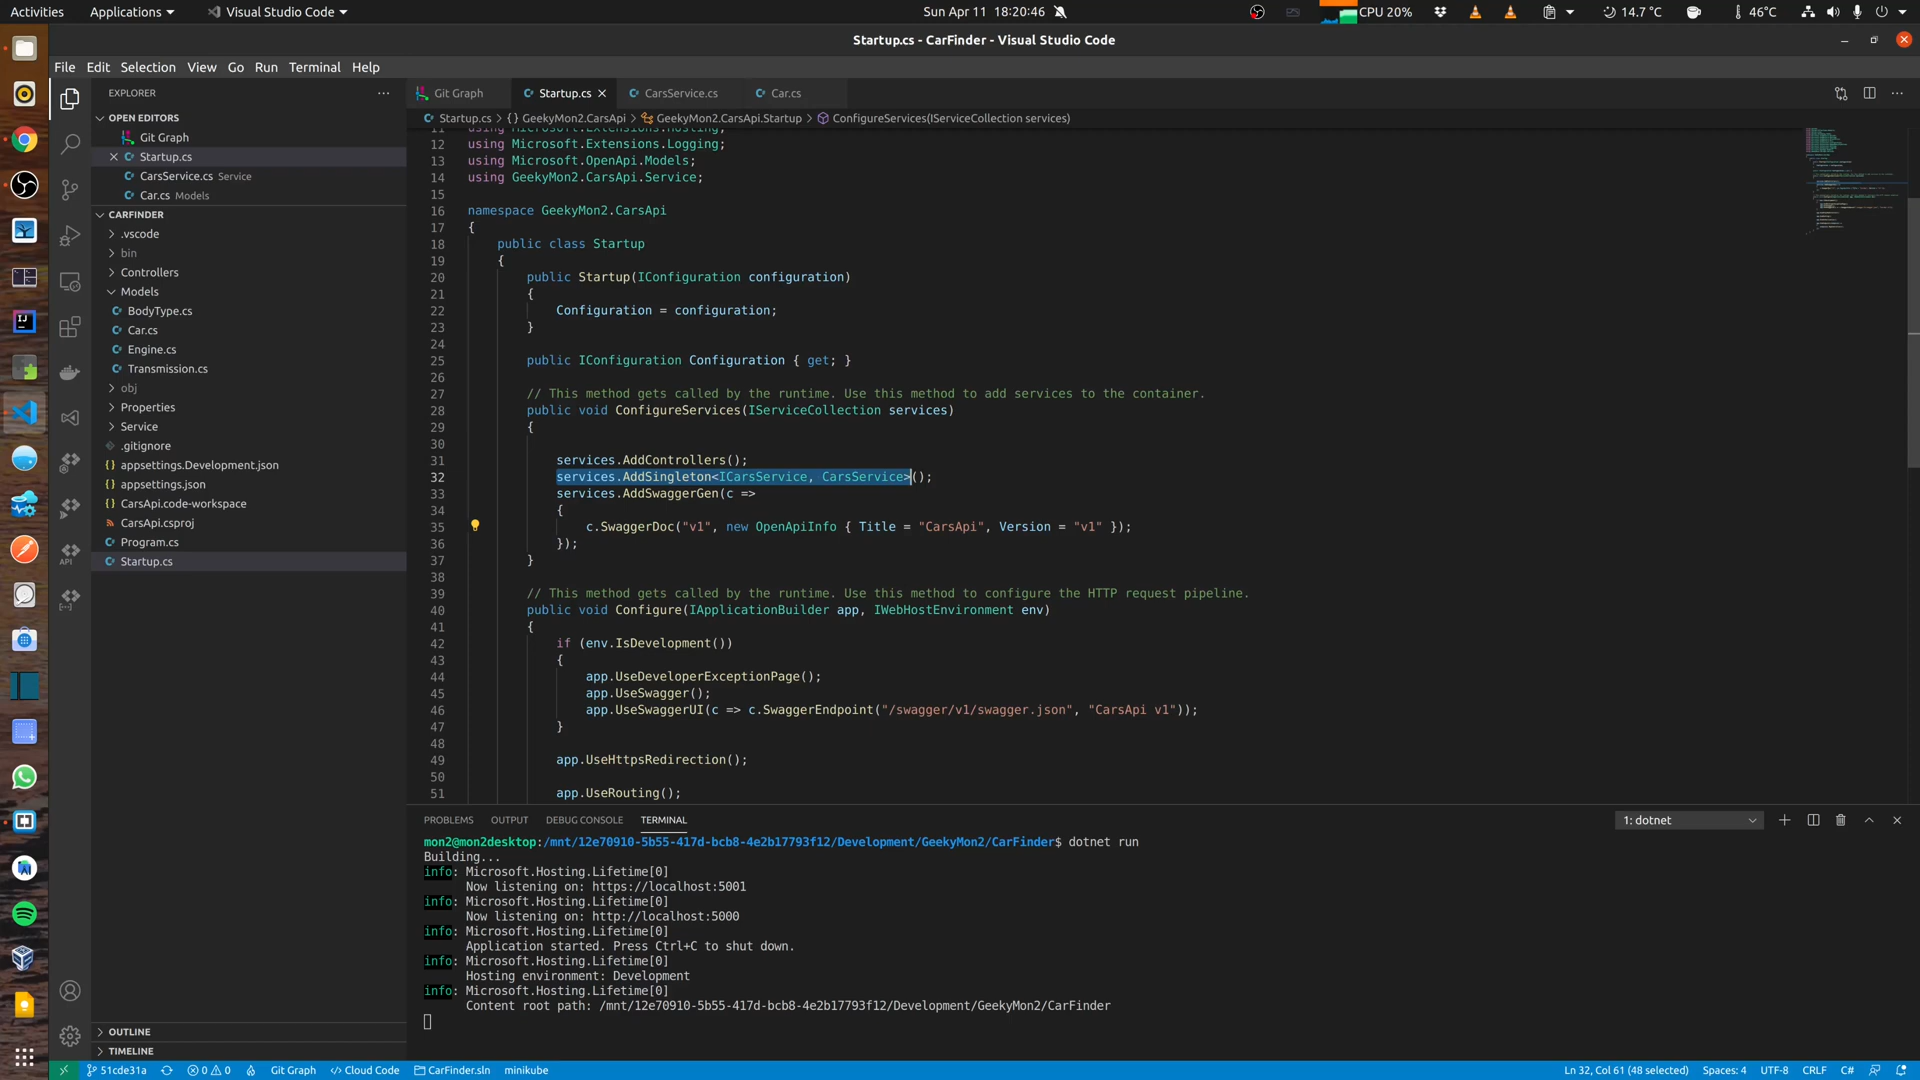 Activities Applications Visual Studio Code Sun Apr 11 18:20:46 CPU 20% 14.7 °C 46°C
Startup.cs - CarFinder - Visual Studio Code
File Edit Selection View Go Run Terminal Help
EXPLORER
OPEN EDITORS
Git Graph
Startup.cs
CarsService.cs Service
Car.cs Models
CARFINDER
.vscode
bin
Controllers
Models
BodyType.cs
Car.cs
Engine.cs
Transmission.cs
obj
Properties
Service
.gitignore
appsettings.Development.json
appsettings.json
CarsApi.code-workspace
CarsApi.csproj
Program.cs
Startup.cs
OUTLINE
TIMELINE
Git Graph Startup.cs CarsService.cs Car.cs
Startup.cs > {} GeekyMon2.CarsApi > GeekyMon2.CarsApi.Startup > ConfigureServices(IServiceCollection services)
11 using Microsoft.Extensions.Hosting;
12 using Microsoft.Extensions.Logging;
13 using Microsoft.OpenApi.Models;
14 using GeekyMon2.CarsApi.Service;
15
16 namespace GeekyMon2.CarsApi
17 {
18 public class Startup
19 {
20 public Startup(IConfiguration configuration)
21 {
22 Configuration = configuration;
23 }
24
25 public IConfiguration Configuration { get; }
26
27 // This method gets called by the runtime. Use this method to add services to the container.
28 public void ConfigureServices(IServiceCollection services)
29 {
30
31 services.AddControllers();
32 services.AddSingleton<ICarsService, CarsService>();
33 services.AddSwaggerGen(c =>
34 {
35 c.SwaggerDoc("v1", new OpenApiInfo { Title = "CarsApi", Version = "v1" });
36 });
37 }
38
39 // This method gets called by the runtime. Use this method to configure the HTTP request pipeline.
40 public void Configure(IApplicationBuilder app, IWebHostEnvironment env)
41 {
42 if (env.IsDevelopment())
43 {
44 app.UseDeveloperExceptionPage();
45 app.UseSwagger();
46 app.UseSwaggerUI(c => c.SwaggerEndpoint("/swagger/v1/swagger.json", "CarsApi v1"));
47 }
48
49 app.UseHttpsRedirection();
50
51 app.UseRouting();
PROBLEMS OUTPUT DEBUG CONSOLE TERMINAL 1: dotnet
mon2@mon2desktop:/mnt/12e70910-5b55-417d-bcb8-4e2b17793f12/Development/GeekyMon2/CarFinder$ dotnet run
Building...
info: Microsoft.Hosting.Lifetime[0]
Now listening on: https://localhost:5001
info: Microsoft.Hosting.Lifetime[0]
Now listening on: http://localhost:5000
info: Microsoft.Hosting.Lifetime[0]
Application started. Press Ctrl+C to shut down.
info: Microsoft.Hosting.Lifetime[0]
Hosting environment: Development
info: Microsoft.Hosting.Lifetime[0]
Content root path: /mnt/12e70910-5b55-417d-bcb8-4e2b17793f12/Development/GeekyMon2/CarFinder
51cde31a 0 0 Git Graph Cloud Code CarFinder.sln minikube Ln 32, Col 61 (48 selected) Spaces: 4 UTF-8 CRLF C#